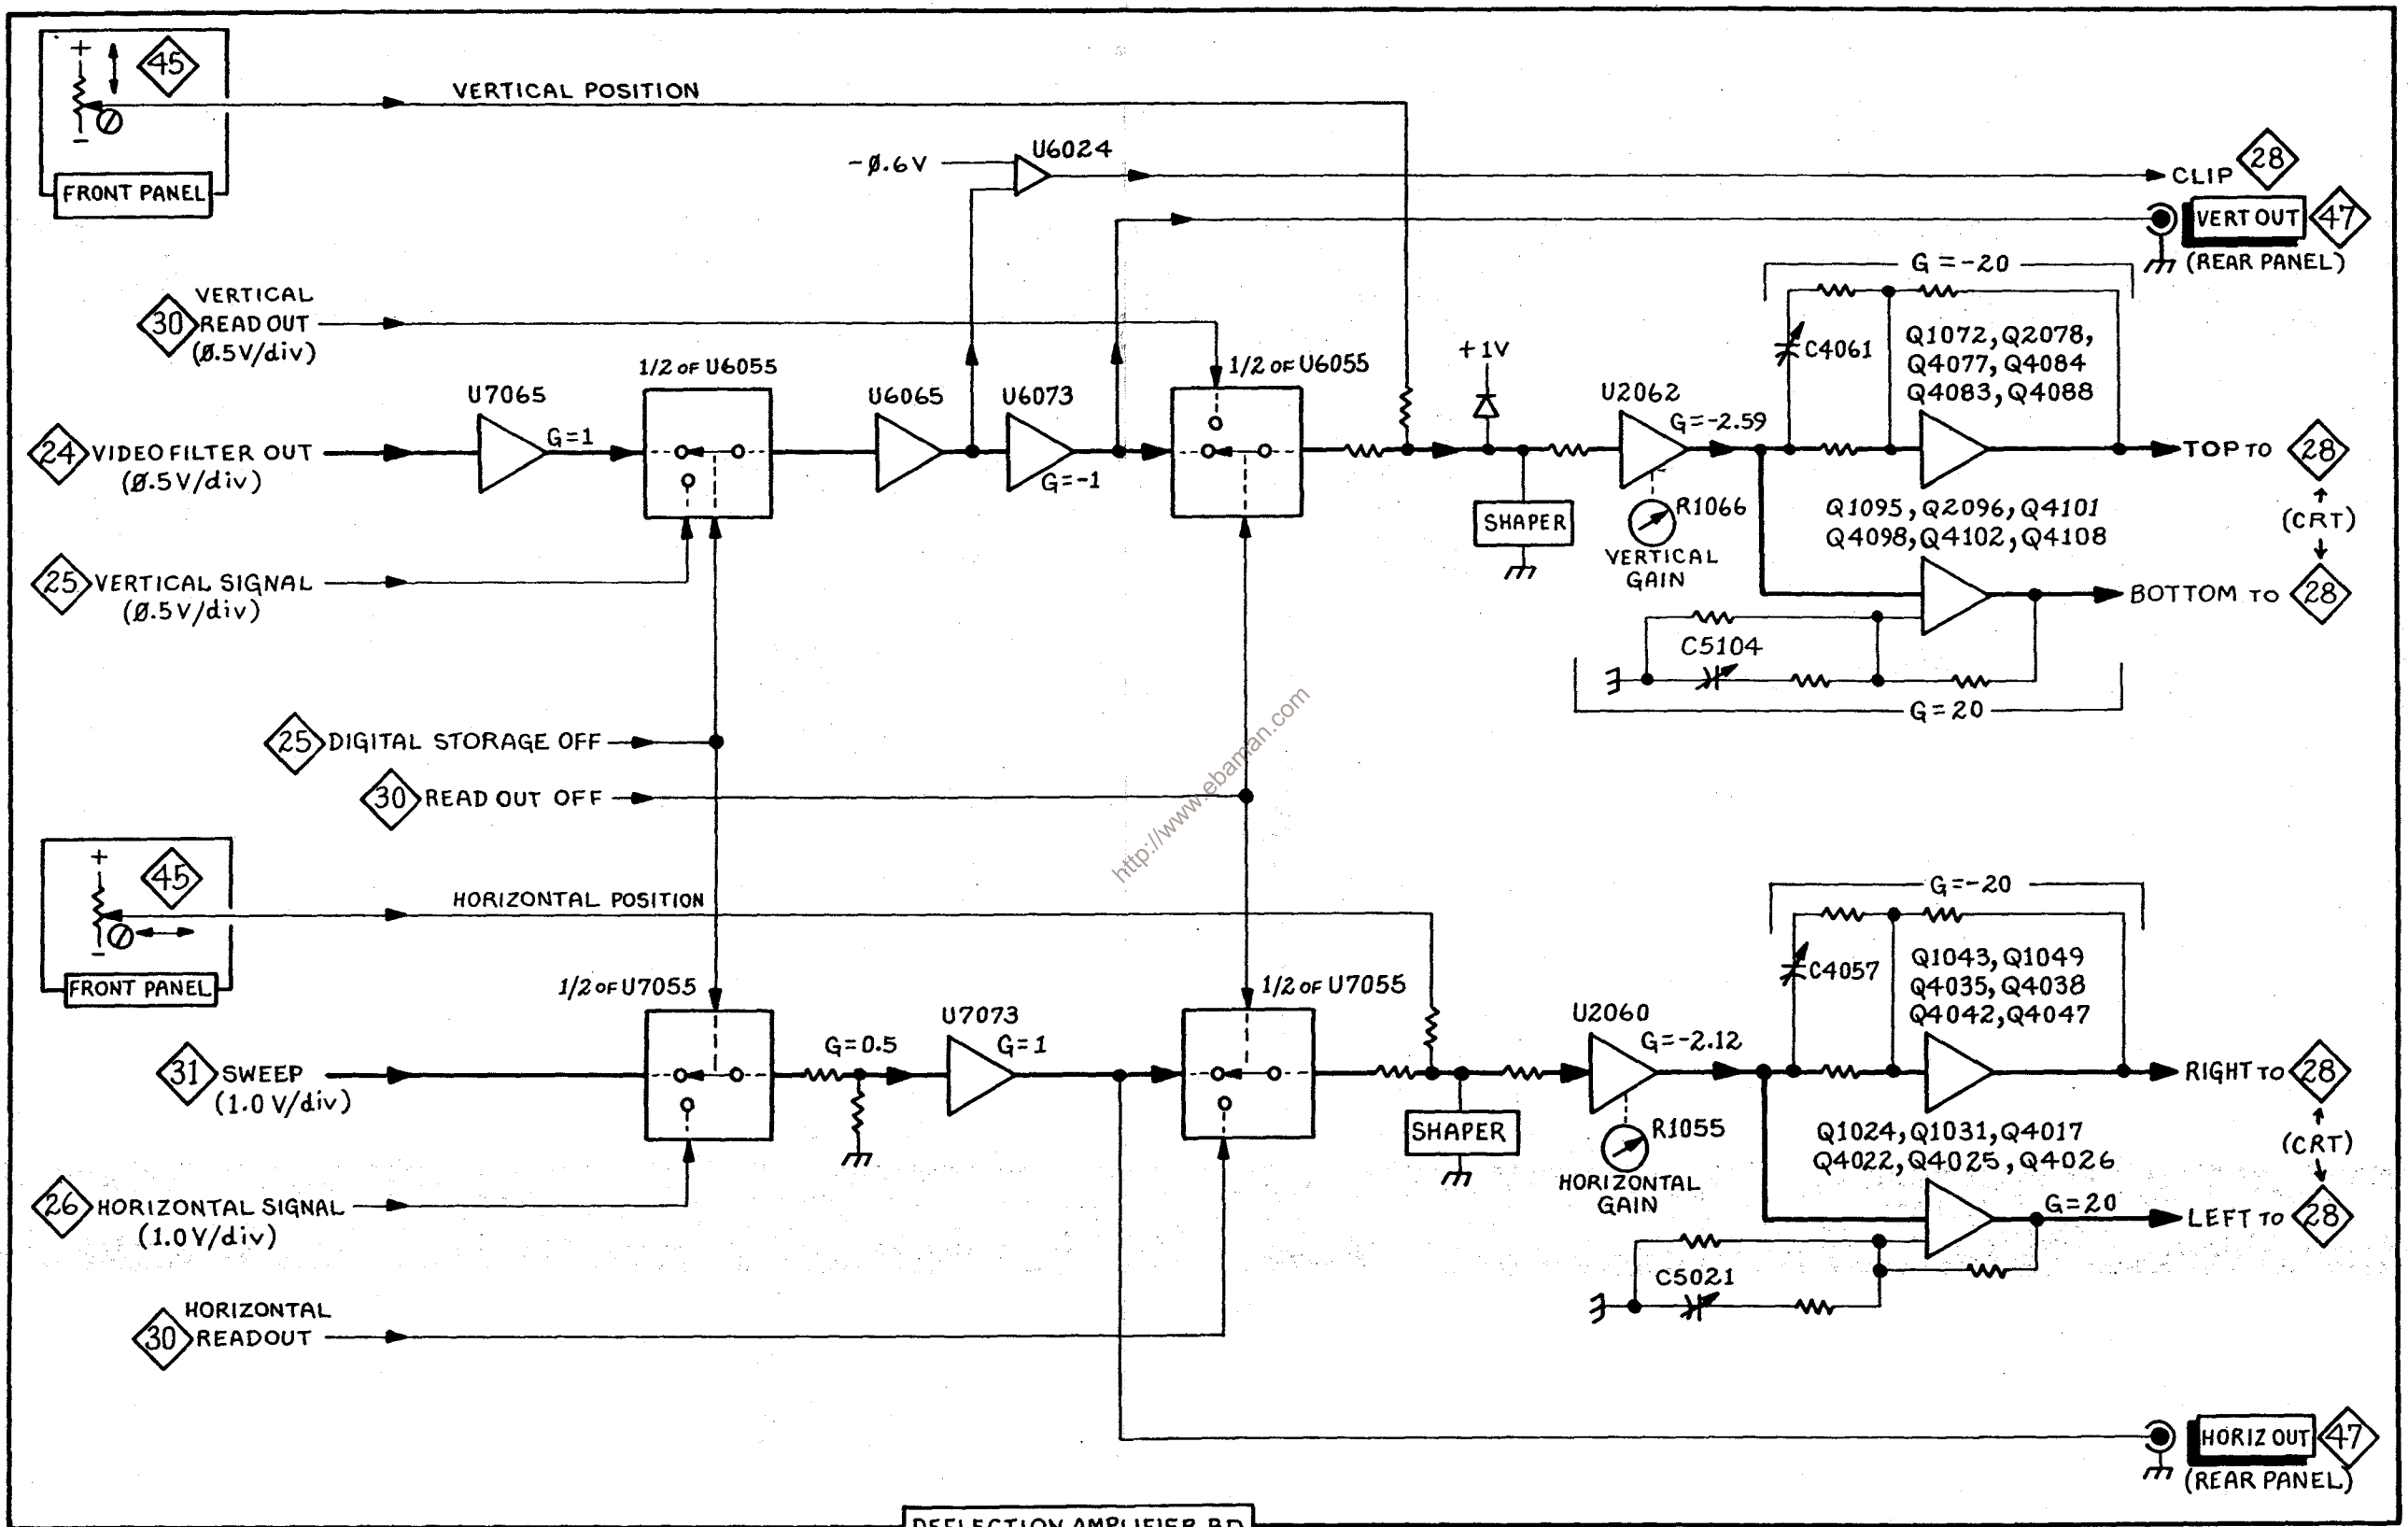 +
45
-
FRONT PANEL
VERTICAL POSITION
-0.6V
U6024
CLIP 28
VERT OUT 47
(REAR PANEL)
30 VERTICAL
READ OUT
(0.5V/div)
24 VIDEO FILTER OUT
(0.5V/div)
U7065
G=1
1/2 OF U6055
U6065
U6073
G=-1
1/2 OF U6055
+1V
SHAPER
U2062
G=-2.59
R1066
VERTICAL
GAIN
G=-20
C4061
Q1072, Q2078,
Q4077, Q4084
Q4083, Q4088
TOP TO 28
(CRT)
Q1095, Q2096, Q4101
Q4098, Q4102, Q4108
BOTTOM TO 28
C5104
G=20
25 VERTICAL SIGNAL
(0.5V/div)
25 DIGITAL STORAGE OFF
30 READ OUT OFF
http://www.ebaman.com
+
45
-
FRONT PANEL
HORIZONTAL POSITION
31 SWEEP
(1.0 V/div)
1/2 OF U7055
G=0.5
U7073
G=1
1/2 OF U7055
SHAPER
U2060
G=-2.12
R1055
HORIZONTAL
GAIN
G=-20
C4057
Q1043, Q1049
Q4035, Q4038
Q4042, Q4047
RIGHT TO 28
(CRT)
Q1024, Q1031, Q4017
Q4022, Q4025, Q4026
G=20
LEFT TO 28
C5021
26 HORIZONTAL SIGNAL
(1.0V/div)
30 HORIZONTAL
READOUT
HORIZ OUT 47
(REAR PANEL)
DEFLECTION AMPLIFIER BD